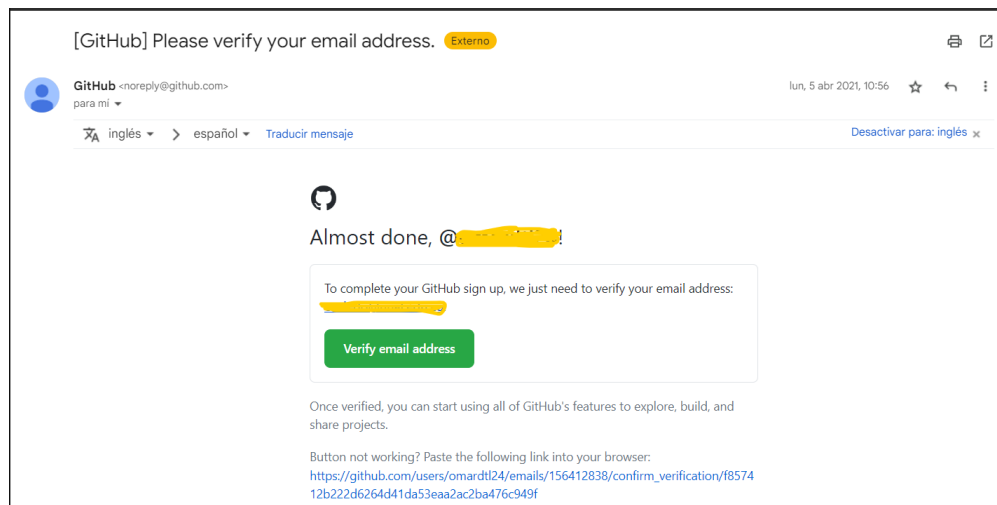 [GitHub] Please verify your email address. Externo
GitHub <noreply@github.com> lun, 5 abr 2021, 10:56
para mí
inglés > español Traducir mensaje Desactivar para: inglés ×
Almost done, @ !
To complete your GitHub sign up, we just need to verify your email address:
Verify email address
Once verified, you can start using all of GitHub's features to explore, build, and
share projects.
Button not working? Paste the following link into your browser:
https://github.com/users/omardtl24/emails/156412838/confirm_verification/f8574
12b222d6264d41da53eaa2ac2ba476c949f